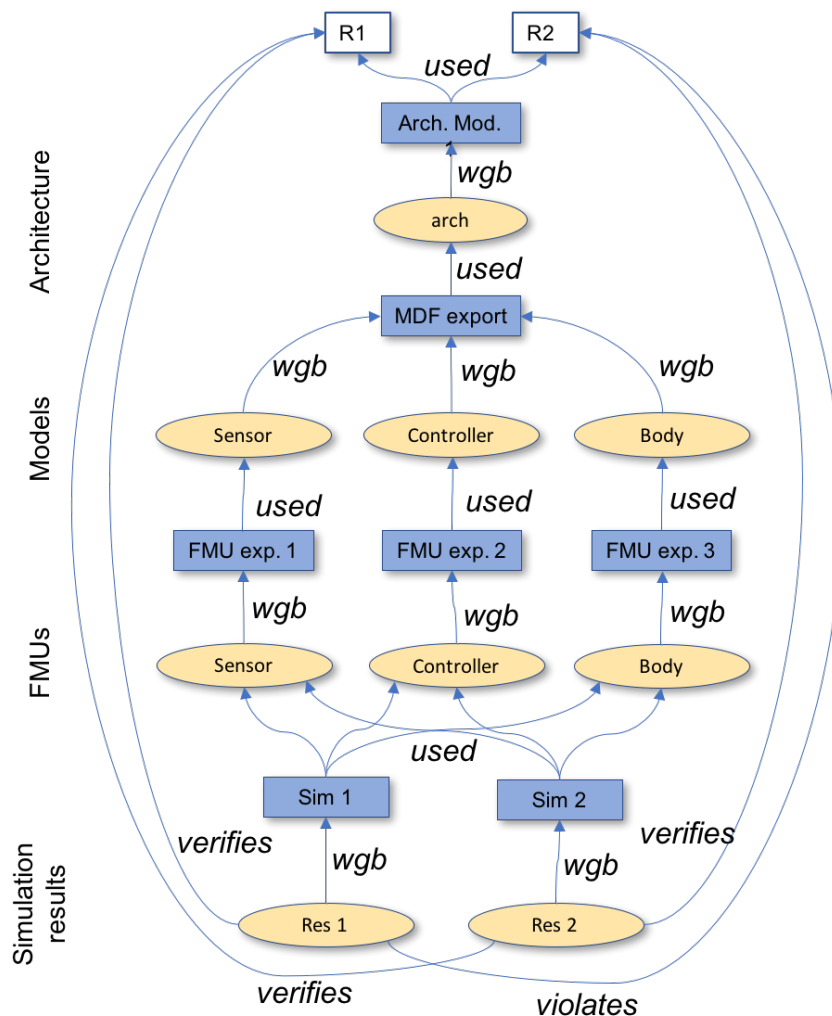 R1
R2
used
Arch. Mod.
wgb
arch
used
MDF export
wgb
wgb
wgb
Sensor
Controller
Body
used
used
used
FMU exp. 1
FMU exp. 2
FMU exp. 3
wgb
wgb
wgb
Sensor
Controller
Body
used
Sim 1
Sim 2
verifies
wgb
wgb
verifies
Res 1
Res 2
verifies
violates
Architecture
Models
FMUs
Simulation
results